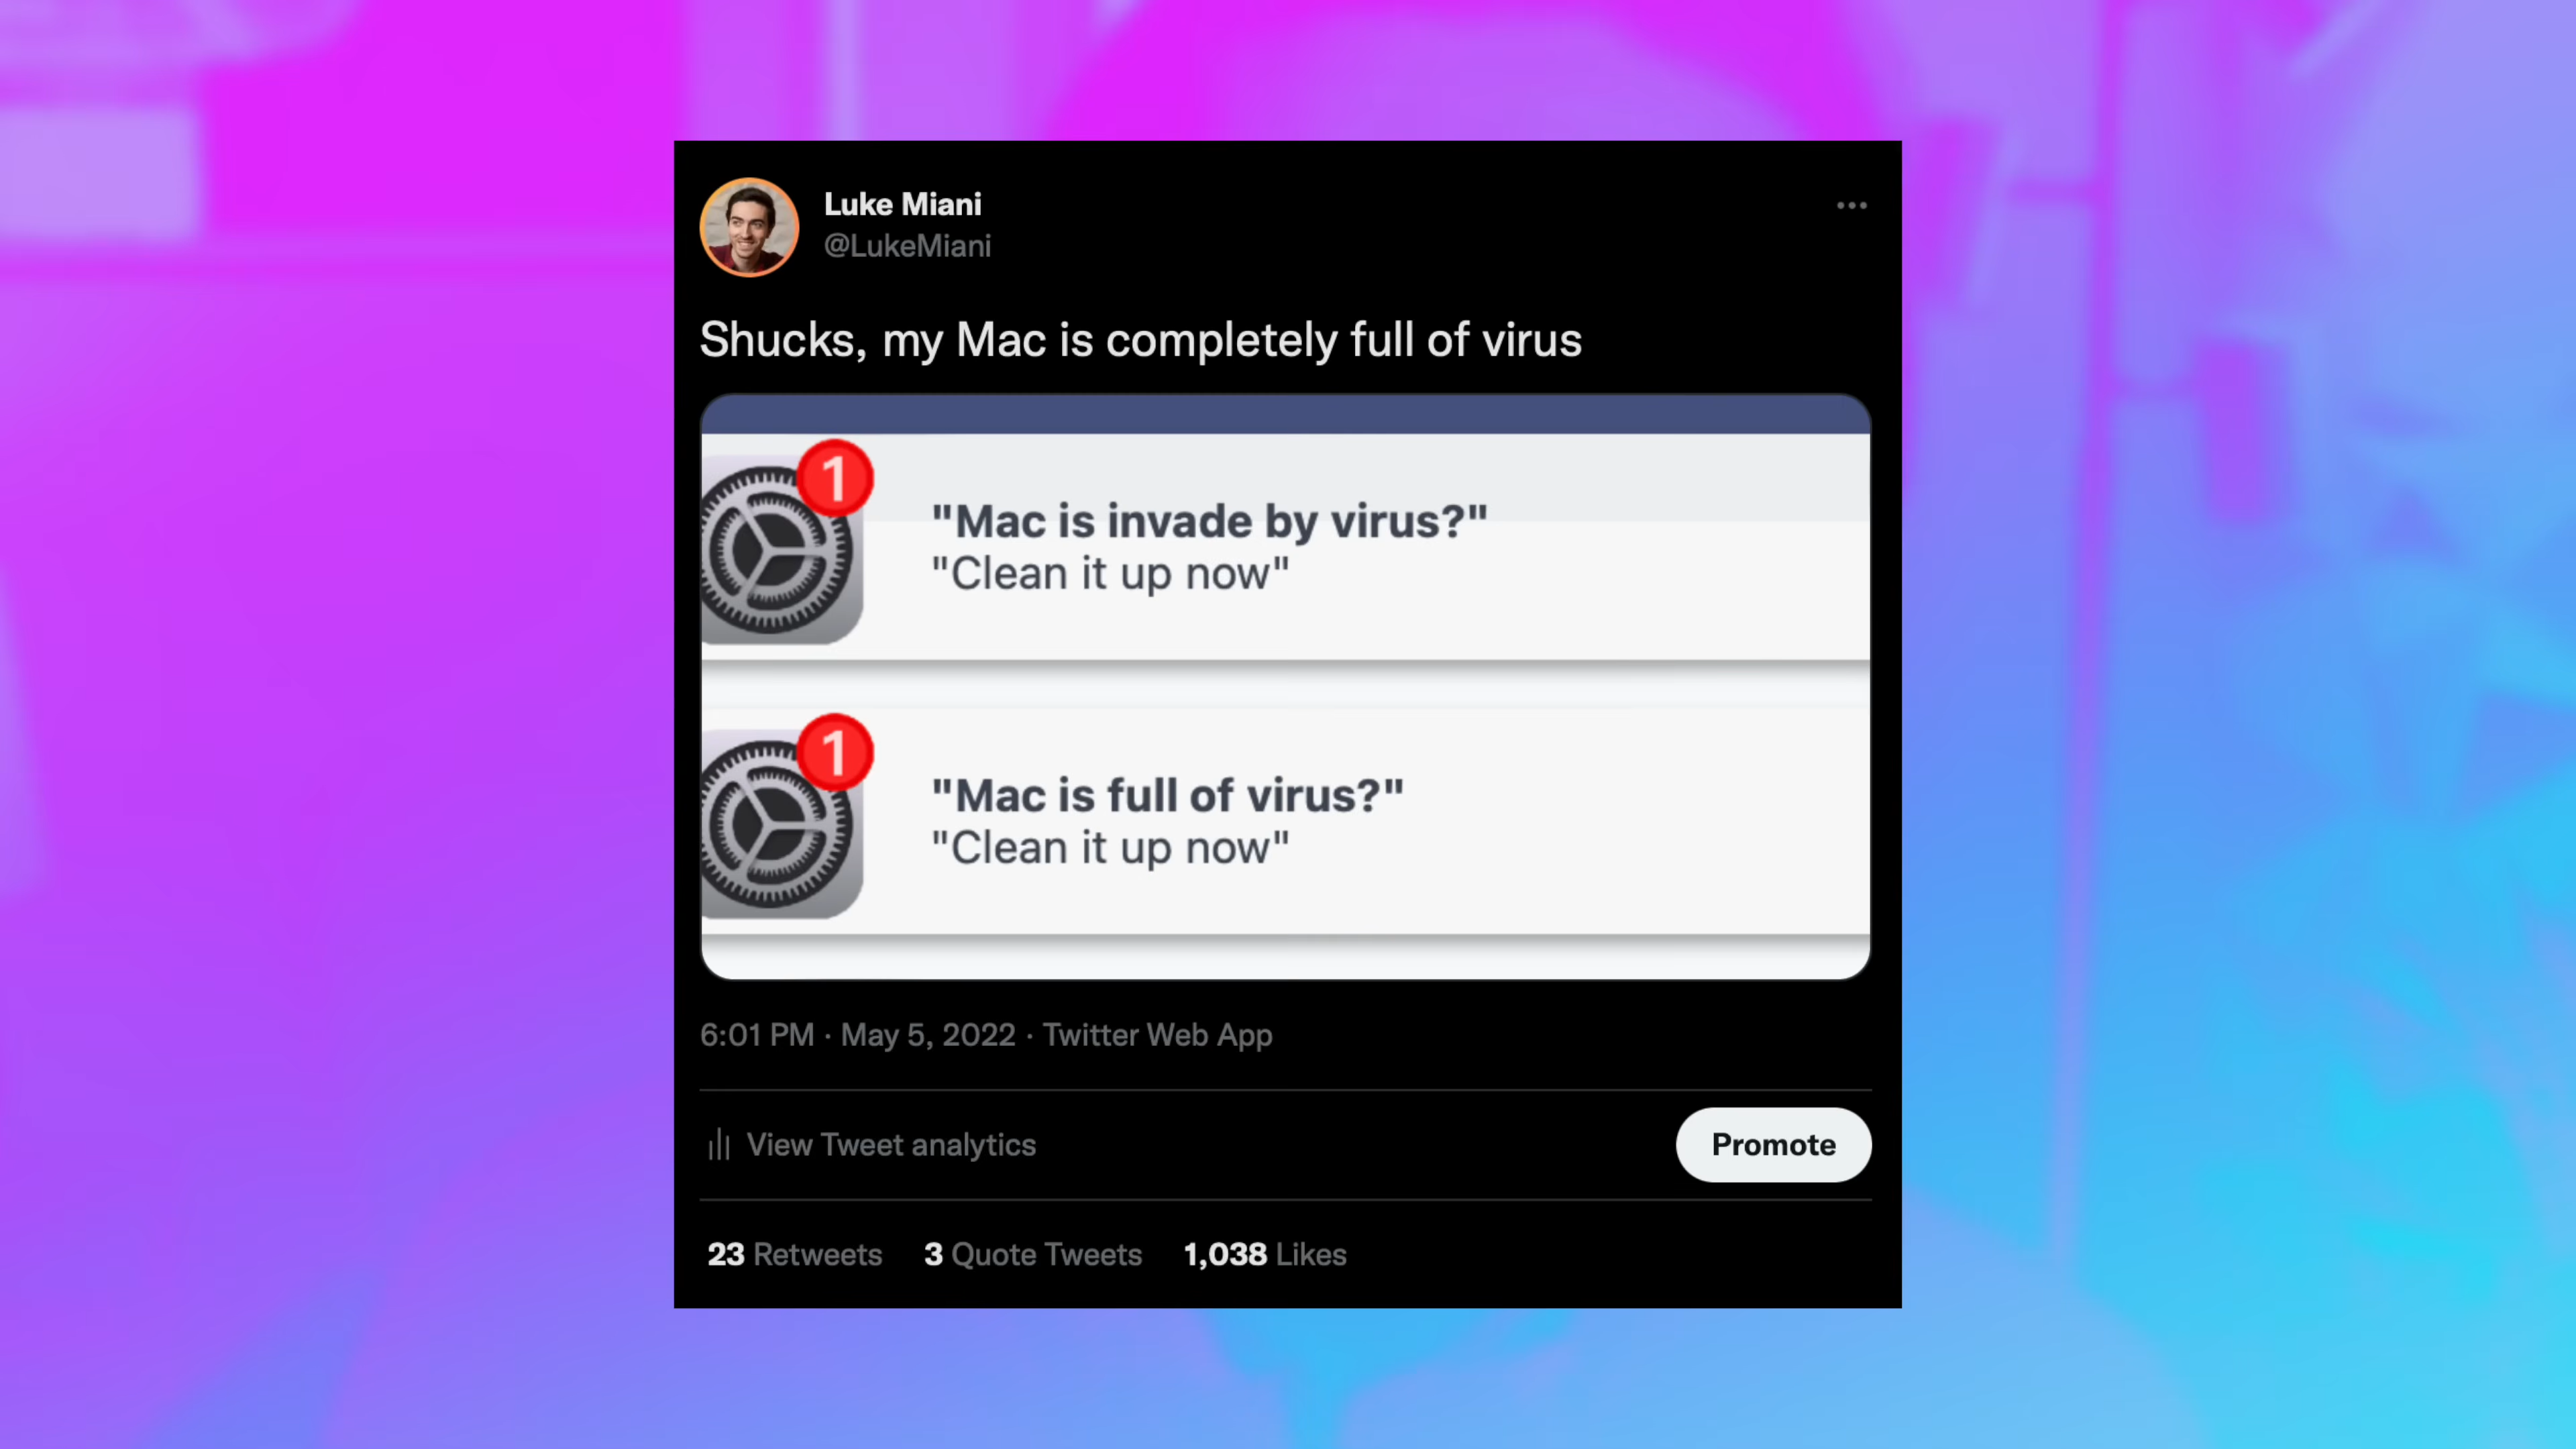 Luke Miani
@LukeMiani
Shucks, my Mac is completely full of virus
1
"Mac is invade by virus?"
"Clean it up now"
1
"Mac is full of virus?"
"Clean it up now"
6:01 PM · May 5, 2022 · Twitter Web App
View Tweet analytics
Promote
23 Retweets 3 Quote Tweets 1,038 Likes